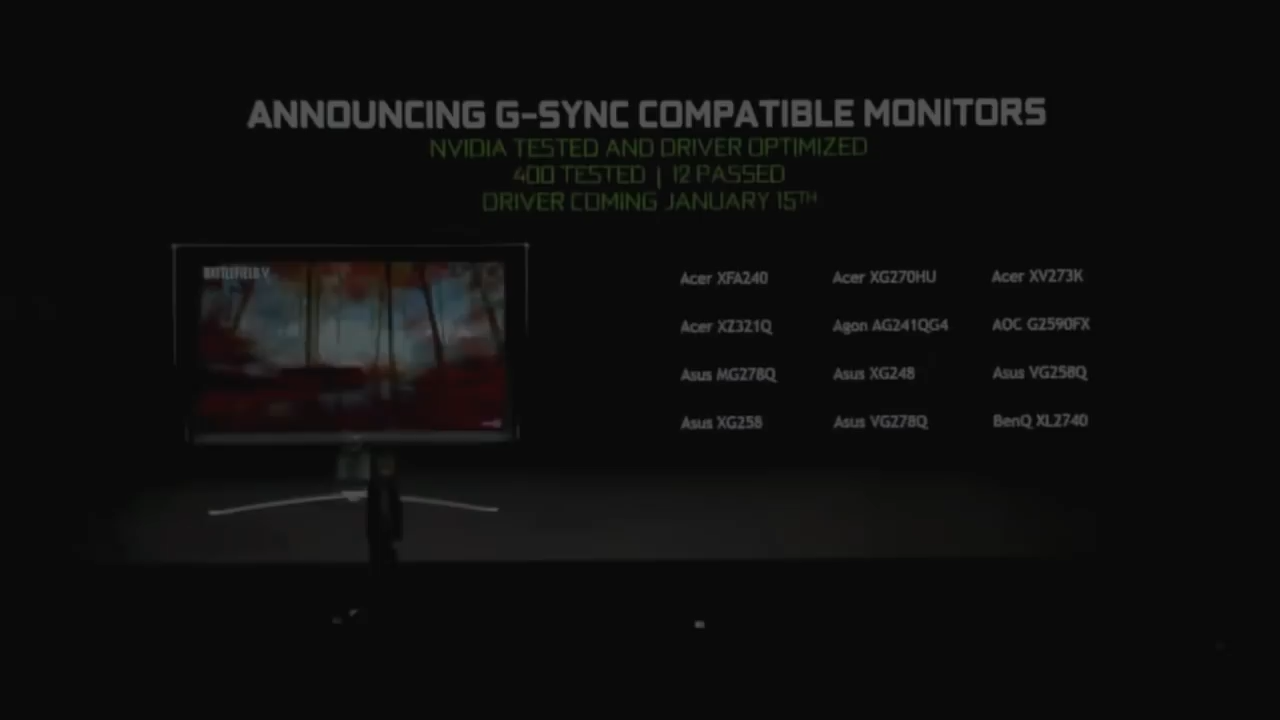 ANNOUNCING G-SYNC COMPATIBLE MONITORS
NVIDIA TESTED AND DRIVER OPTIMIZED
400 TESTED | 12 PASSED
DRIVER COMING JANUARY 15TH
BATTLEFIELD V
Acer XFA240 Acer XG270HU Acer XV273K
Acer XZ321Q Agon AG241QG4 AOC G2590FX
Asus MG278Q Asus XG248 Asus VG258Q
Asus XG258 Asus VG278Q BenQ XL2740